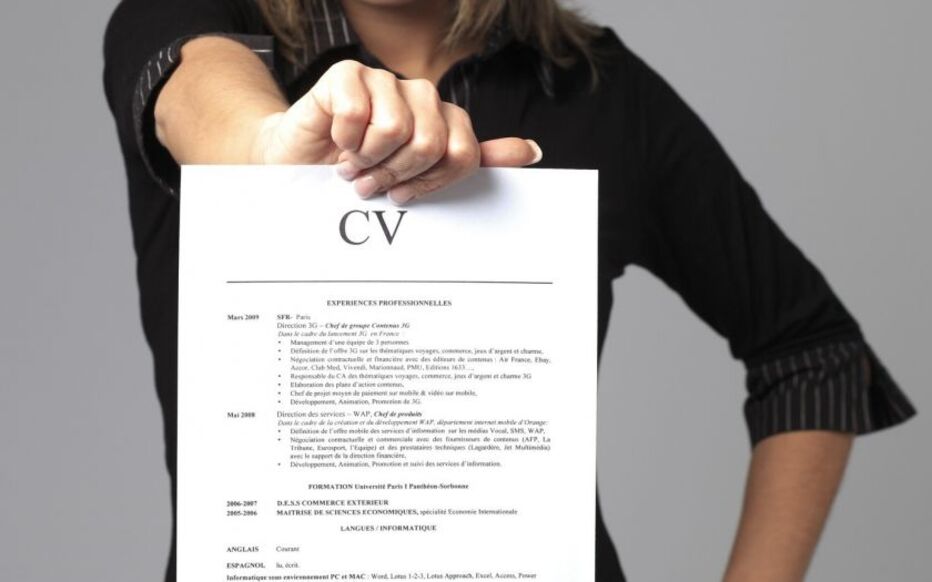 CV
EXPERIENCES PROFESSIONNELLES
Mars 2009 SFR- Paris
Direction 3G – Chef de groupe Contenus 3G
Dans le cadre du lancement 3G en France :
• Management d'une équipe de 3 personnes
• Définition de l'offre 3G sur les thématiques voyages, commerce, jeux d'argent et charme,
• Négociation contractuelle et financière avec des éditeurs de contenus : Air France, Ebay,
Accor, Club Med, Vivendi, Marionnaud, PMU, Editions 1633…,
• Responsable du CA des thématiques voyages, commerce, jeux d'argent et charme 3G
• Elaboration des plans d'action contenus,
• Chef de projet moyen de paiement sur mobile & vidéo sur mobile,
• Développement, Animation, Promotion de 3G.
Mai 2008 Direction des services – WAP, Chef de produits
Dans le cadre de la création et du développement WAP, département internet mobile d'Orange:
• Définition de l'offre mobile des services d'information sur les médias Vocal, SMS, WAP,
• Négociation contractuelle et commerciale avec des fournisseurs de contenus (AFP, La
Tribune, Eurosport, l'Equipe) et des prestataires techniques (Lagardère, Jet Multimédia)
avec le support de la direction financière,
• Développement, Animation, Promotion et suivi des services d'information.
FORMATION Université Paris I Panthéon-Sorbonne
2006-2007 D.E.S.S COMMERCE EXTERIEUR
2005-2006 MAITRISE DE SCIENCES ECONOMIQUES, spécialité Economie Internationale
LANGUES / INFORMATIQUE
ANGLAIS Courant
ESPAGNOL lu, écrit.
Informatique sous environnement PC et MAC : Word, Lotus 1-2-3, Lotus Approach, Excel, Access, Power